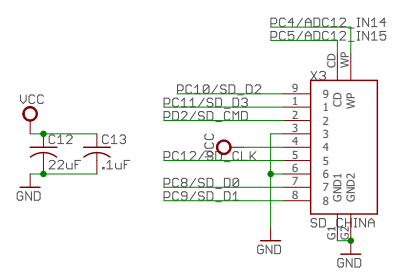 PC4/ADC12_IN14
PC5/ADC12_IN15
CD
WP
X3
PC10/SD_D2 9 9 CD WP
PC11/SD_D3 1 1
PD2/SD_CMD 2 2
3 3
VCC 4 4
PC12/SD_CLK 5 5
6 6
PC8/SD_D0 7 7 GND1 GND2
PC9/SD_D1 8 8
SD_CHINA
G1
G2
GND
GND
VCC
C12 C13
22uF .1uF
GND